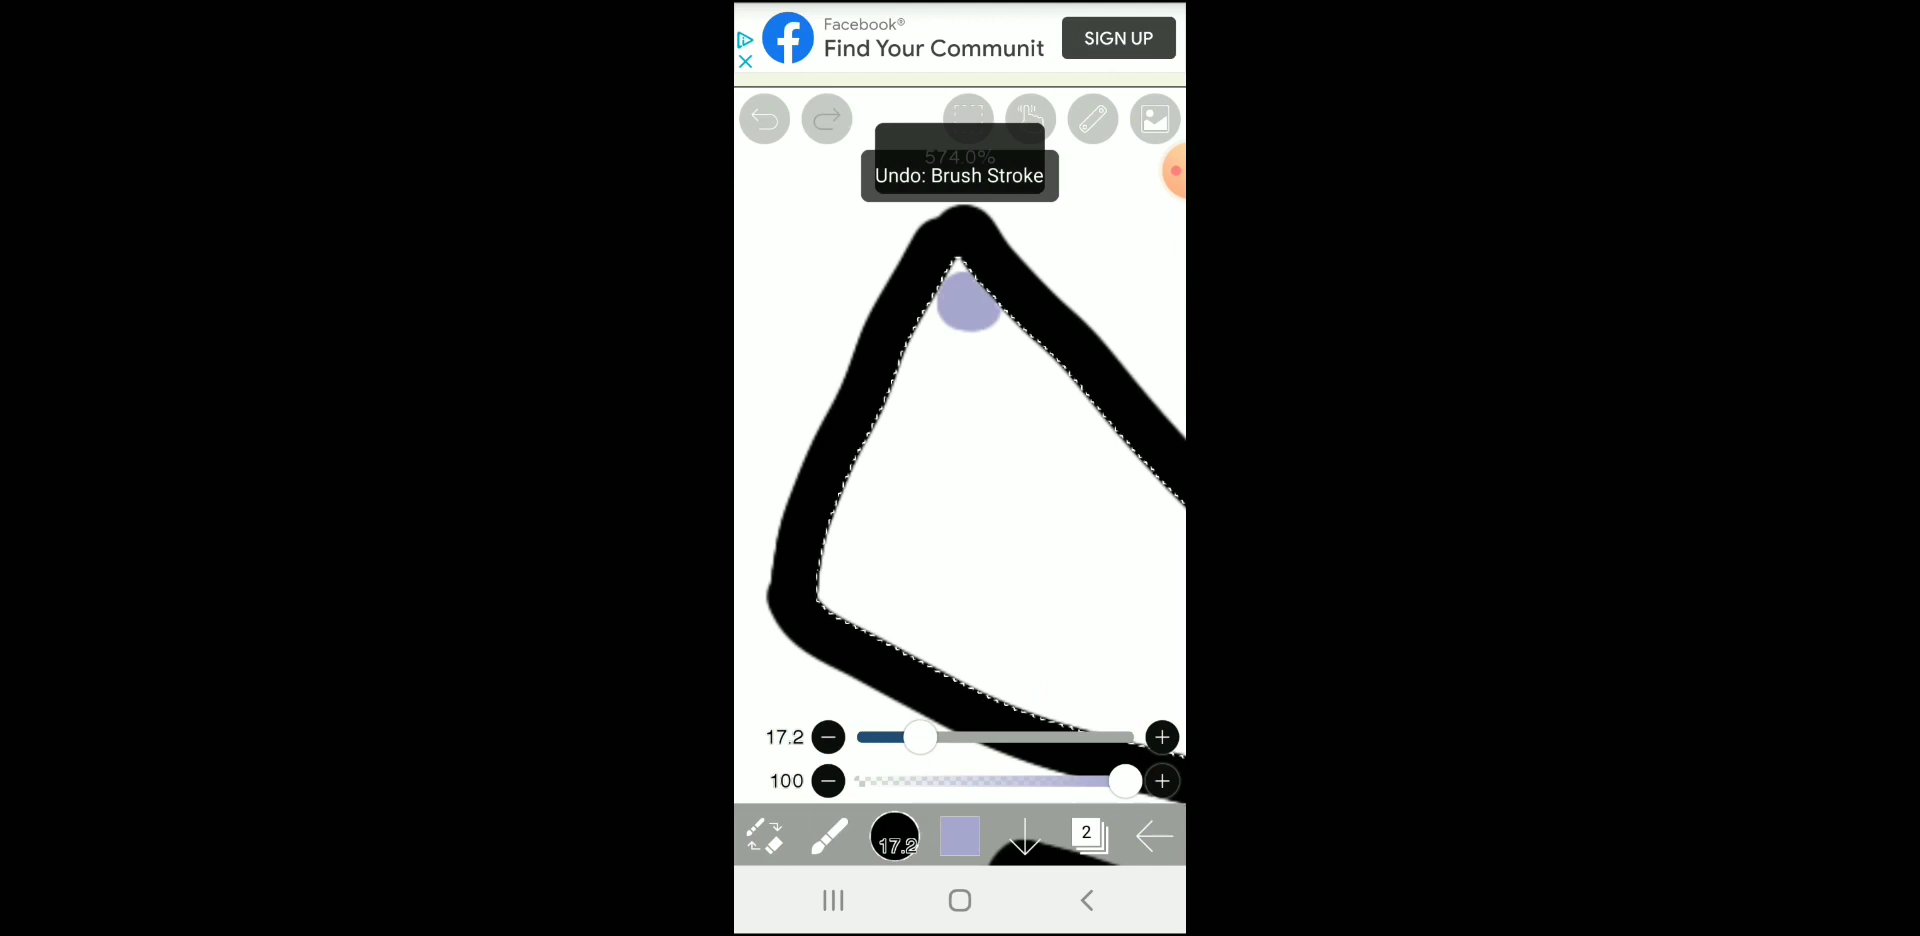 Facebook®
Find Your Communit
SIGN UP
574.0%
Undo: Brush Stroke
17.2
100
17.2
2